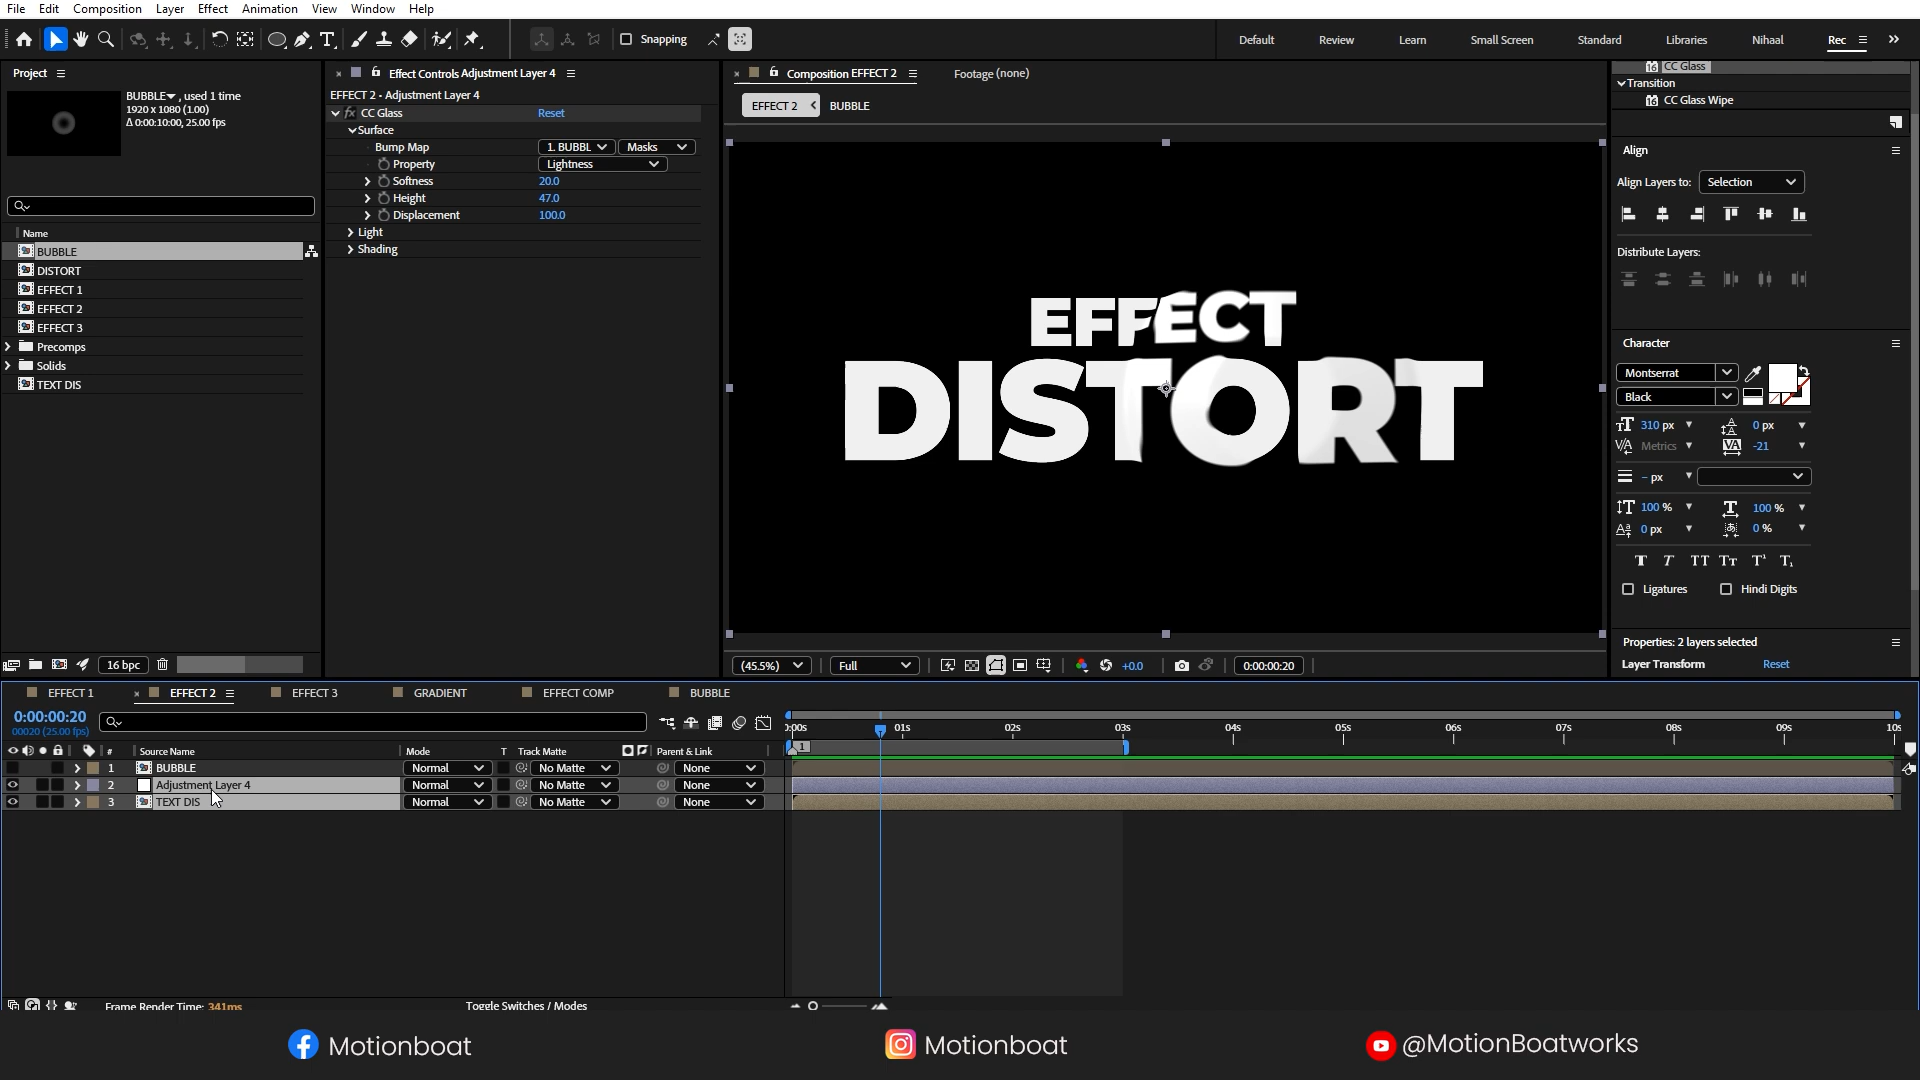 File Edit Composition Layer Effect Animation View Window Help
Snapping
Default Review Learn Small Screen Standard Libraries Nihaal Rec
Project
BUBBLE , used 1 time
1920 x 1080 (1.00)
Δ 0:00:10:00, 25.00 fps
Name
BUBBLE
DISTORT
EFFECT 1
EFFECT 2
EFFECT 3
Precomps
Solids
TEXT DIS
16 bpc
Effect Controls Adjustment Layer 4
EFFECT 2 • Adjustment Layer 4
fx CC Glass Reset
Surface
Bump Map 1. BUBBL Masks
Property Lightness
Softness 20.0
Height 47.0
Displacement 100.0
Light
Shading
Composition EFFECT 2 Footage (none)
EFFECT 2 BUBBLE
EFFECT
DISTORT
(45.5%) Full +0.0 0:00:00:20
CC Glass
Transition
CC Glass Wipe
Align
Align Layers to: Selection
Distribute Layers:
Character
Montserrat
Black
310 px 0 px
Metrics -21
- px
100 % 100 %
0 px 0 %
Ligatures Hindi Digits
Properties: 2 layers selected
Layer Transform Reset
EFFECT 1 EFFECT 2 EFFECT 3 GRADIENT EFFECT COMP BUBBLE
0:00:00:20
00020 (25.00 fps)
:00s 01s 02s 03s 04s 05s 06s 07s 08s 09s 10s
# Source Name Mode T Track Matte Parent & Link
1
1 BUBBLE Normal No Matte None
2 Adjustment Layer 4 Normal No Matte None
3 TEXT DIS Normal No Matte None
Frame Render Time: 341ms Toggle Switches / Modes
Motionboat Motionboat @MotionBoatworks